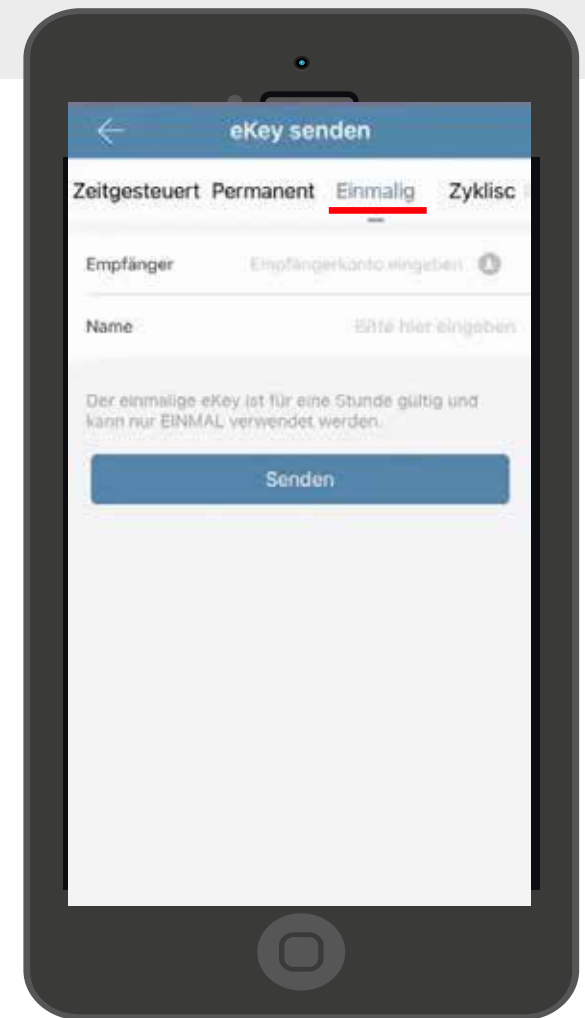 eKey senden
Zeitgesteuert Permanent Einmalig Zyklisc
Empfänger Empfängerkonto eingeben
Name Bitte hier eingeben
Der einmalige eKey ist für eine Stunde gültig und
kann nur EINMAL verwendet werden.
Senden